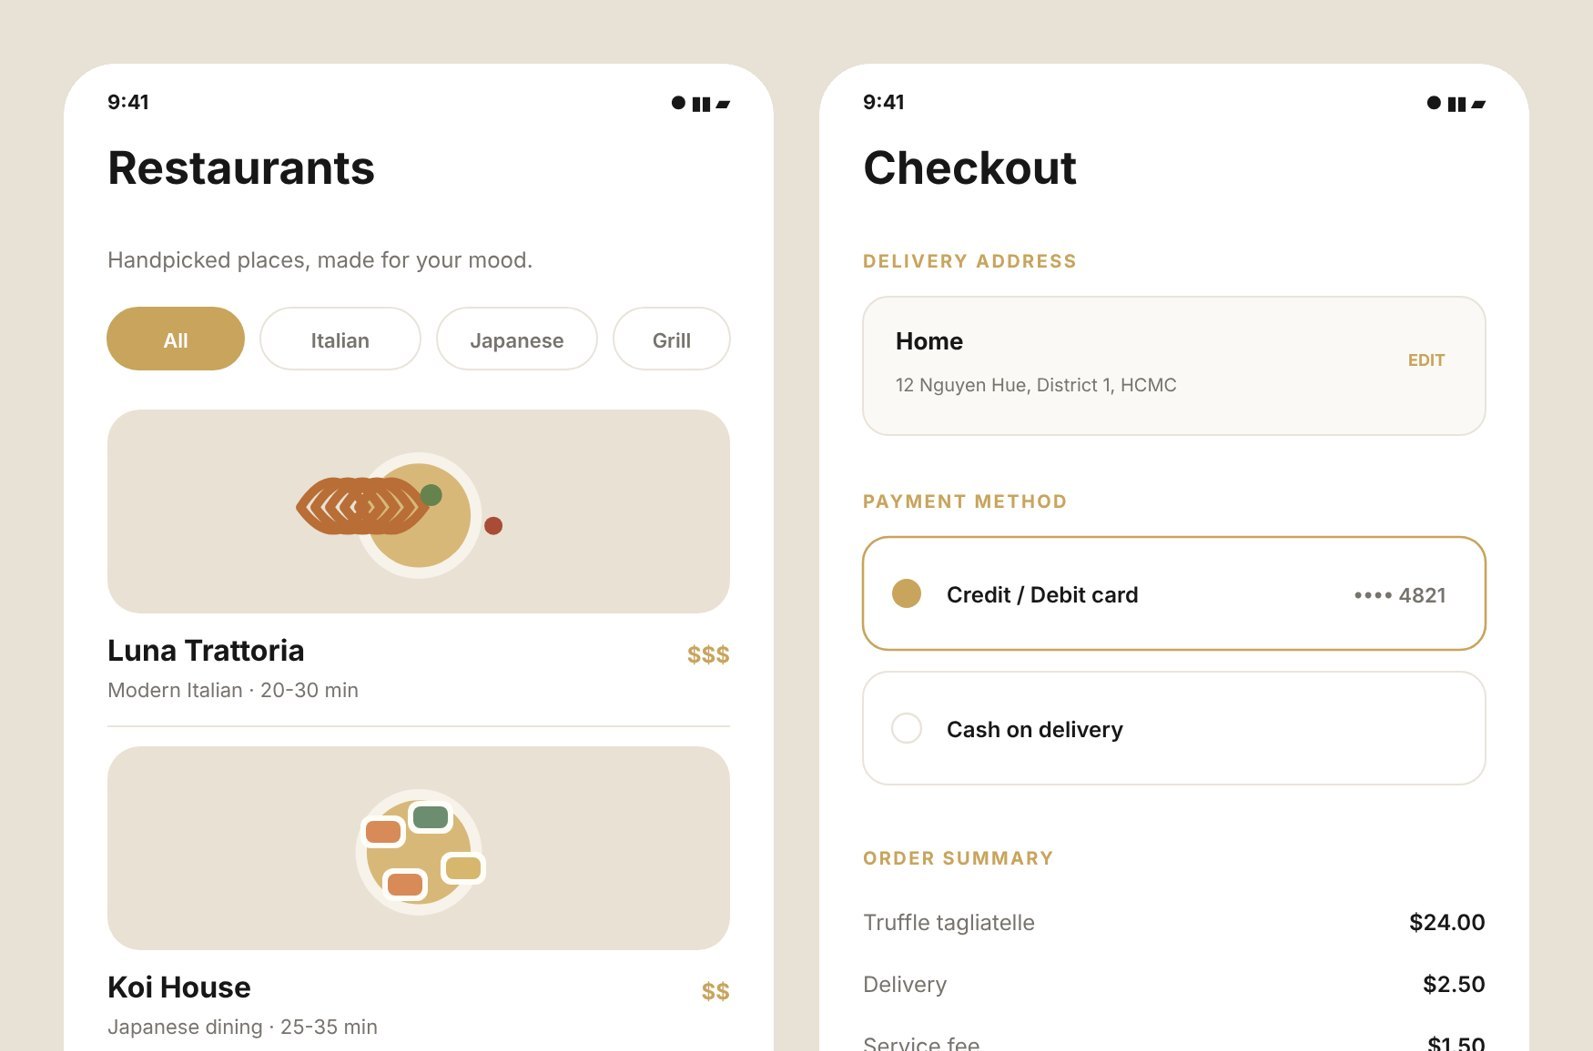 9:41
Restaurants
Handpicked places, made for your mood.
All
Italian
Japanese
Grill
Luna Trattoria
$$$
Modern Italian · 20-30 min
Koi House
$$
Japanese dining · 25-35 min
9:41
Checkout
DELIVERY ADDRESS
Home
EDIT
12 Nguyen Hue, District 1, HCMC
PAYMENT METHOD
Credit / Debit card
•••• 4821
Cash on delivery
ORDER SUMMARY
Truffle tagliatelle
$24.00
Delivery
$2.50
Service fee
$1.50